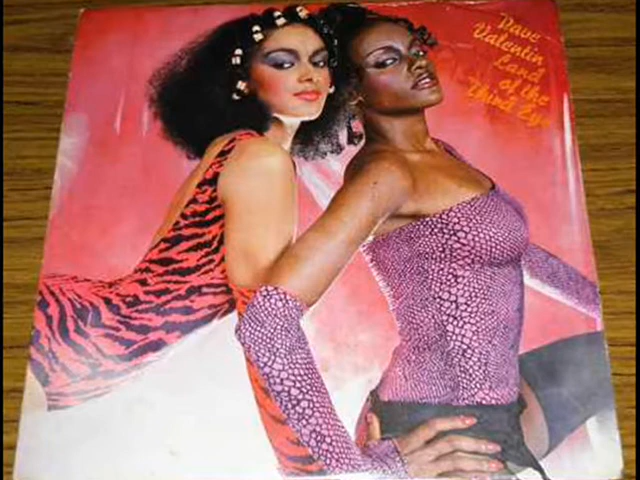 Dave
Valentin
Land
of the
Third Eye